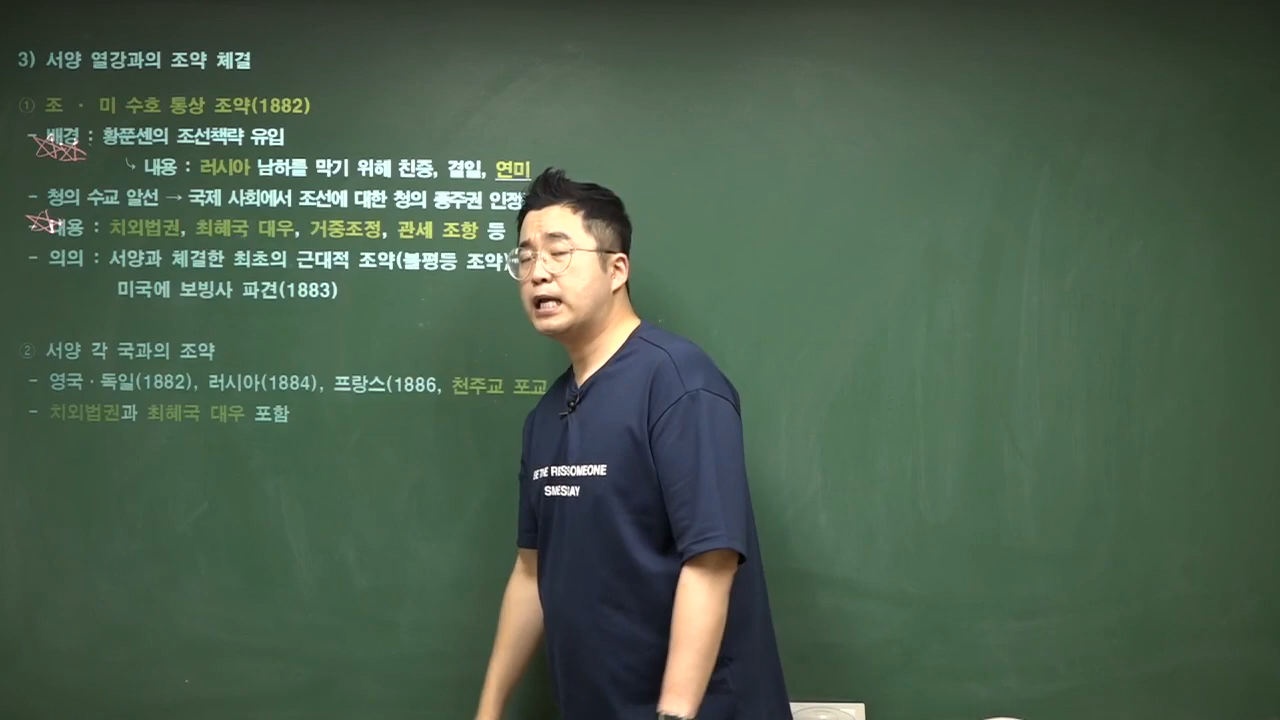 3) 서양 열강과의 조약 체결
① 조 · 미 수호 통상 조약(1882)
- 배경 : 황쭌셴의 조선책략 유입
↳ 내용 : 러시아 남하를 막기 위해 친중, 결일, 연미
- 청의 수교 알선 → 국제 사회에서 조선에 대한 청의 종주권 인정
- 내용 : 치외법권, 최혜국 대우, 거중조정, 관세 조항 등
- 의의 : 서양과 체결한 최초의 근대적 조약(불평등 조약)
미국에 보빙사 파견(1883)
② 서양 각 국과의 조약
- 영국·독일(1882), 러시아(1884), 프랑스(1886, 천주교 포교
- 치외법권과 최혜국 대우 포함